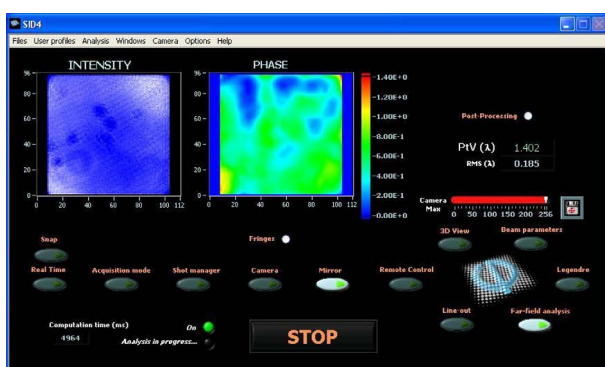 SID4
Files User profiles Analysis Windows Camera Options Help
INTENSITY PHASE
96- 96- -1.40E+0
80- 80- -1.20E+0
60- 60- -1.00E+0
-8.00E-1
40- 40- -6.00E-1
20- 20- -4.00E-1
-2.00E-1
0- 0- -0.00E+0
0 20 40 60 80 100 112 0 20 40 60 80 100 112
Post-Processing
PtV (λ) 1.402
RMS (λ) 0.185
Camera
Max 0 50 100 150 200 256
Snap Fringes 3D View Beam parameters
Real Time Acquisition mode Shot manager Camera Mirror Remote Control Legendre
Line-out Far-field analysis
Computation time (ms) On
4964 Analysis in progress...
STOP